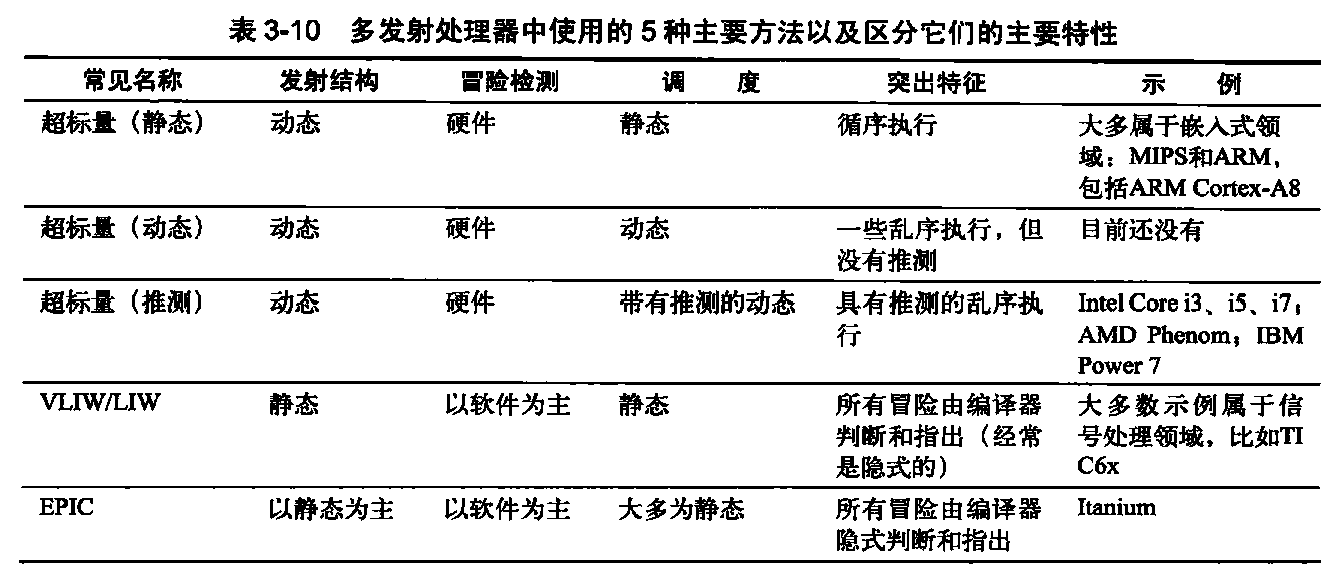 表 3-10 多发射处理器中使用的 5 种主要方法以及区分它们的主要特性
常见名称 发射结构 冒险检测 调 度 突出特征 示 例
超标量（静态） 动态 硬件 静态 循序执行 大多属于嵌入式领
域：MIPS和ARM，
包括ARM Cortex-A8
超标量（动态） 动态 硬件 动态 一些乱序执行，但 目前还没有
没有推测
超标量（推测） 动态 硬件 带有推测的动态 具有推测的乱序执 Intel Core i3、i5、i7；
行 AMD Phenom；IBM
Power 7
VLIW/LIW 静态 以软件为主 静态 所有冒险由编译器 大多数示例属于信
判断和指出（经常 号处理领域，比如TI
是隐式的） C6x
EPIC 以静态为主 以软件为主 大多为静态 所有冒险由编译器 Itanium
隐式判断和指出